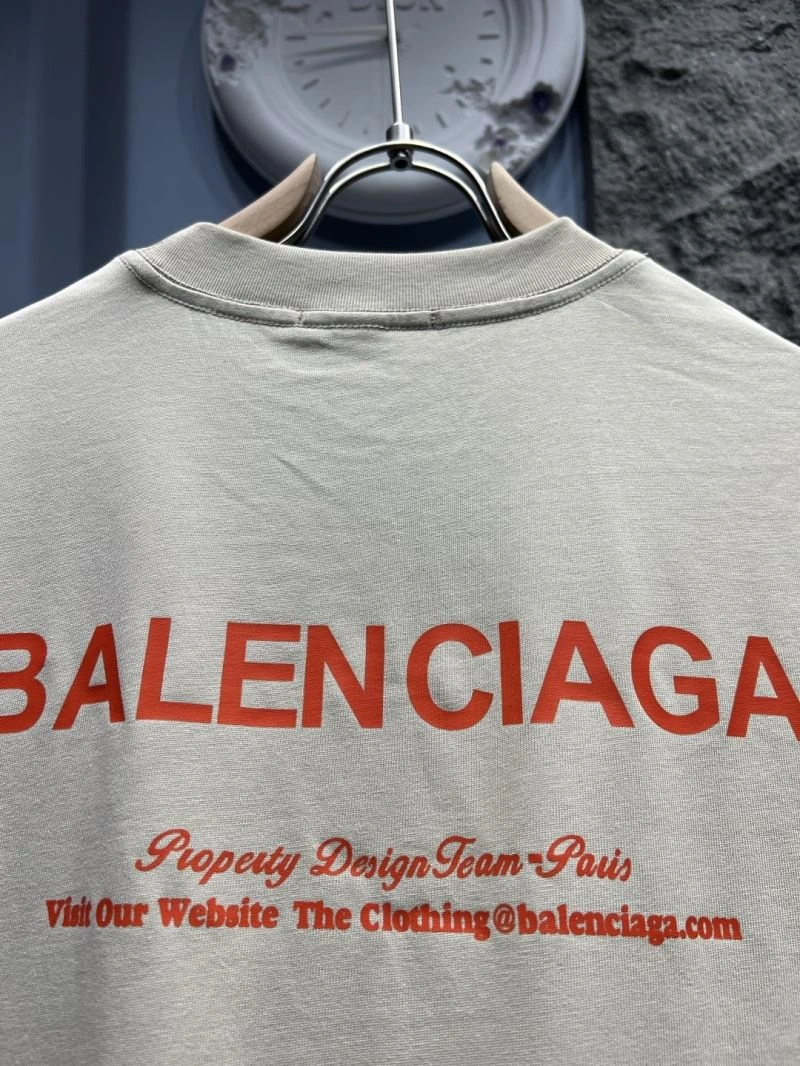 BALENCIAGA
Property Design Team-Paris
Visit Our Website The Clothing@balenciaga.com